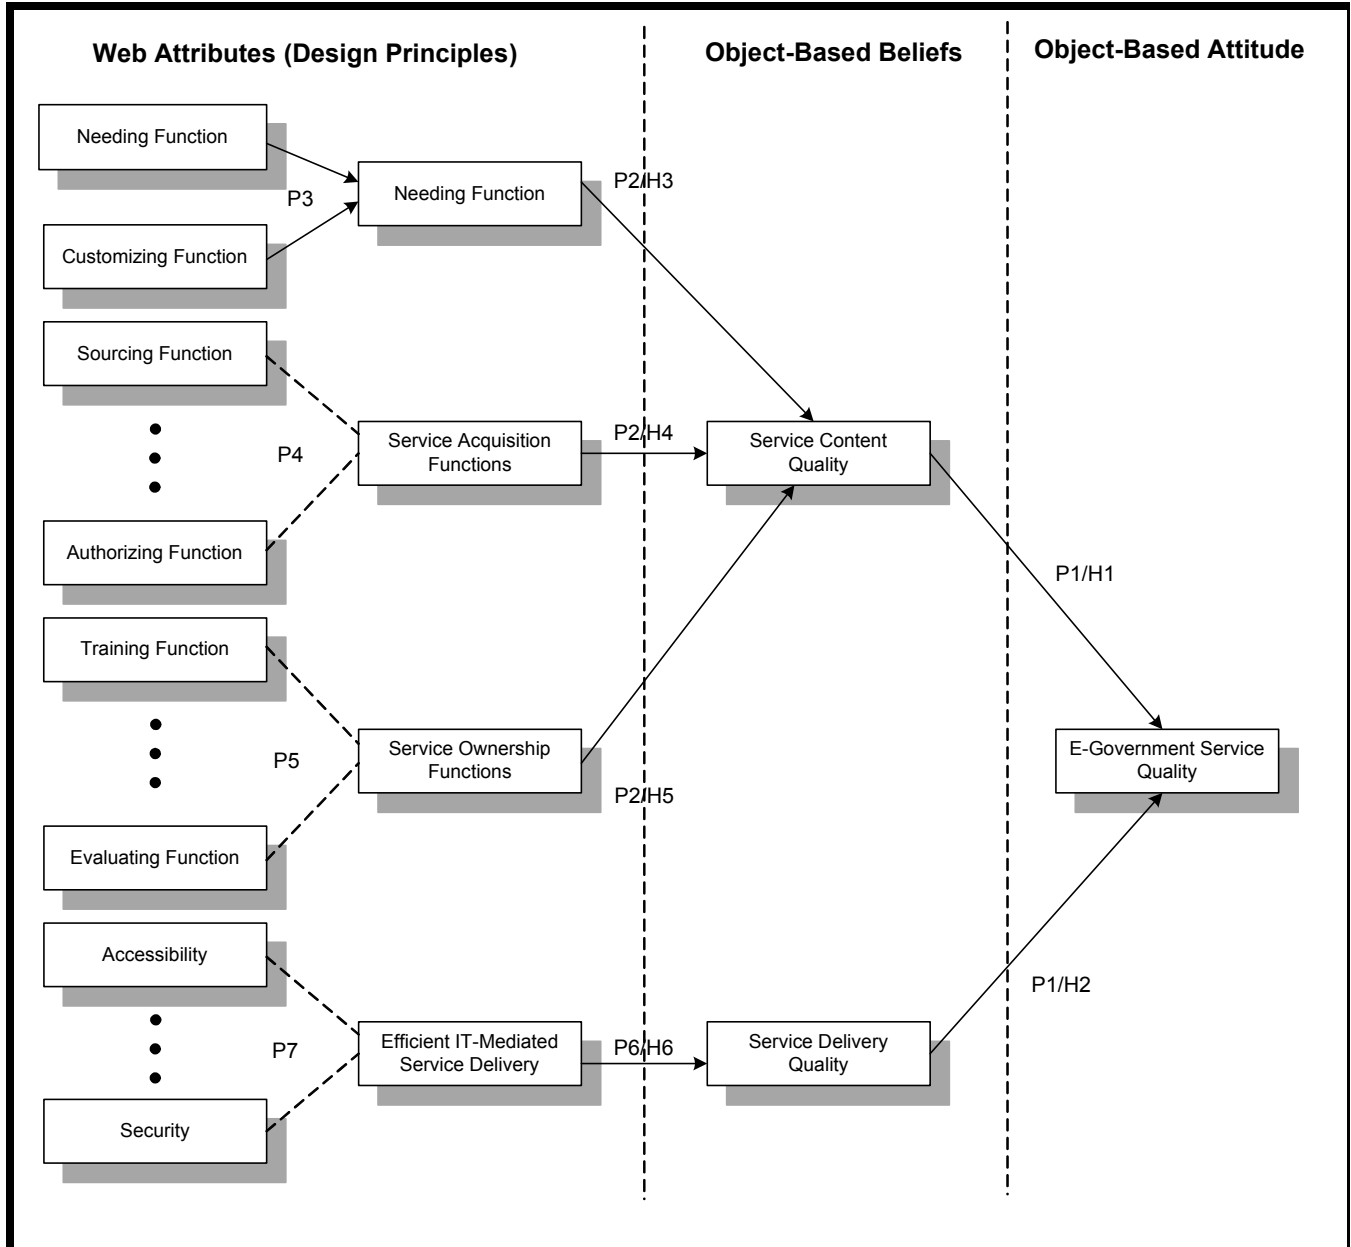 Web Attributes (Design Principles)
Object-Based Beliefs
Object-Based Attitude
Needing Function
P3
Needing Function
P2/H3
Customizing Function
Sourcing Function
P4
Service Acquisition
Functions
P2/H4
Service Content
Quality
Authorizing Function
P1/H1
Training Function
P5
Service Ownership
Functions
P2/H5
E-Government Service
Quality
Evaluating Function
Accessibility
P1/H2
P7
Efficient IT-Mediated
Service Delivery
P6/H6
Service Delivery
Quality
Security